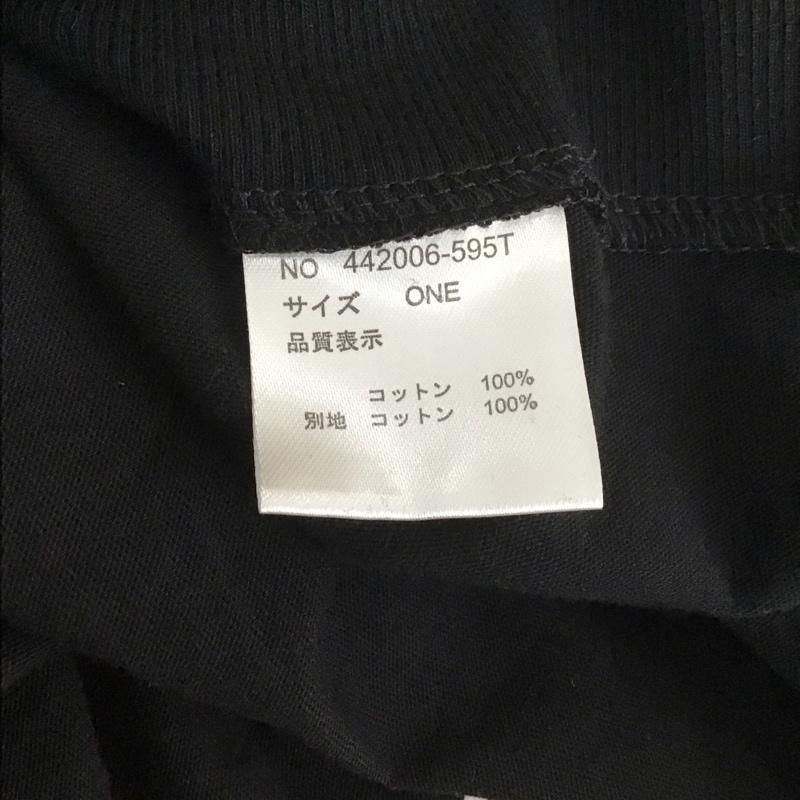 NO 442006-595T
サイズ ONE
品質表示
コットン 100%
別地 コットン 100%